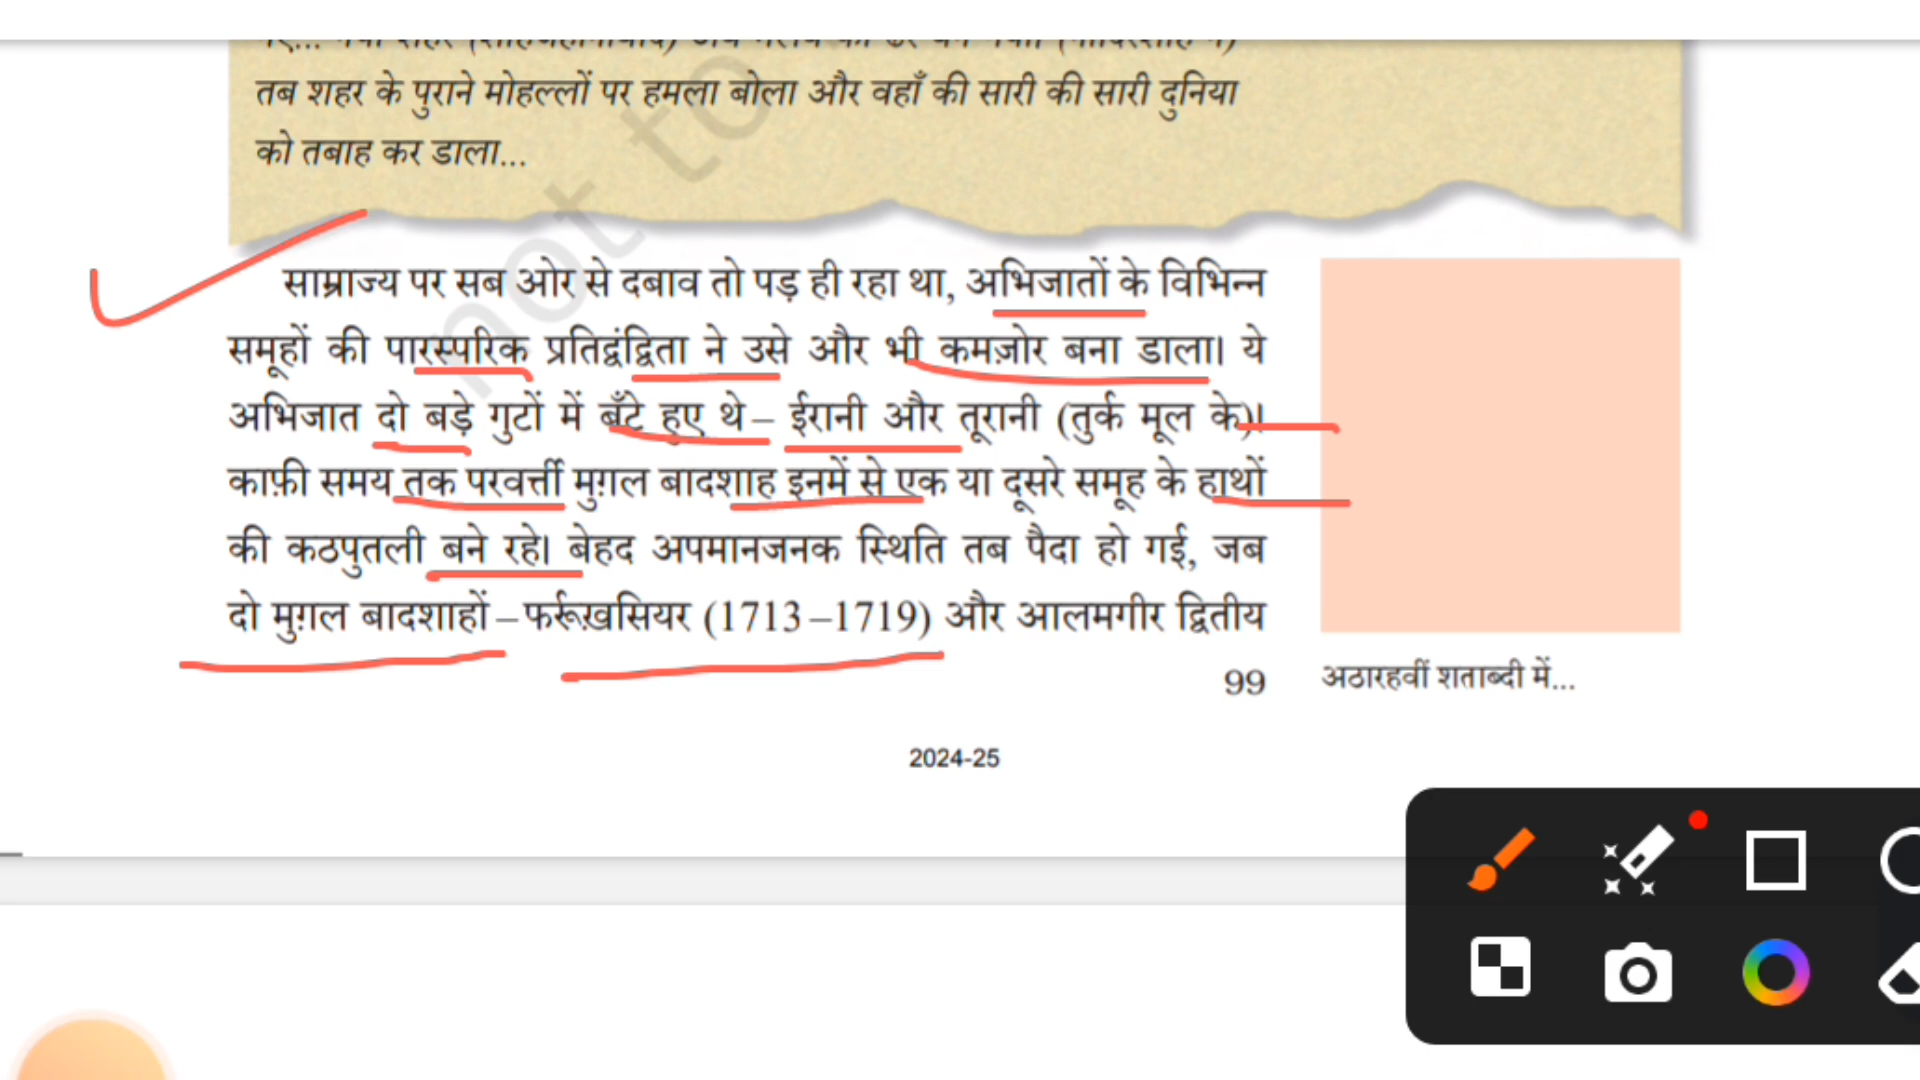 तब शहर के पुराने मोहल्लों पर हमला बोला और वहाँ की सारी की सारी दुनिया
को तबाह कर डाला...
not to
साम्राज्य पर सब ओर से दबाव तो पड़ ही रहा था, अभिजातों के विभिन्न
समूहों की पारस्परिक प्रतिद्वंद्विता ने उसे और भी कमज़ोर बना डाला। ये
अभिजात दो बड़े गुटों में बँटे हुए थे– ईरानी और तूरानी (तुर्क मूल के)।
काफ़ी समय तक परवर्त्ती मुग़ल बादशाह इनमें से एक या दूसरे समूह के हाथों
की कठपुतली बने रहे। बेहद अपमानजनक स्थिति तब पैदा हो गई, जब
दो मुग़ल बादशाहों–फर्रूख़सियर (1713–1719) और आलमगीर द्वितीय
99
अठारहवीं शताब्दी में...
2024-25